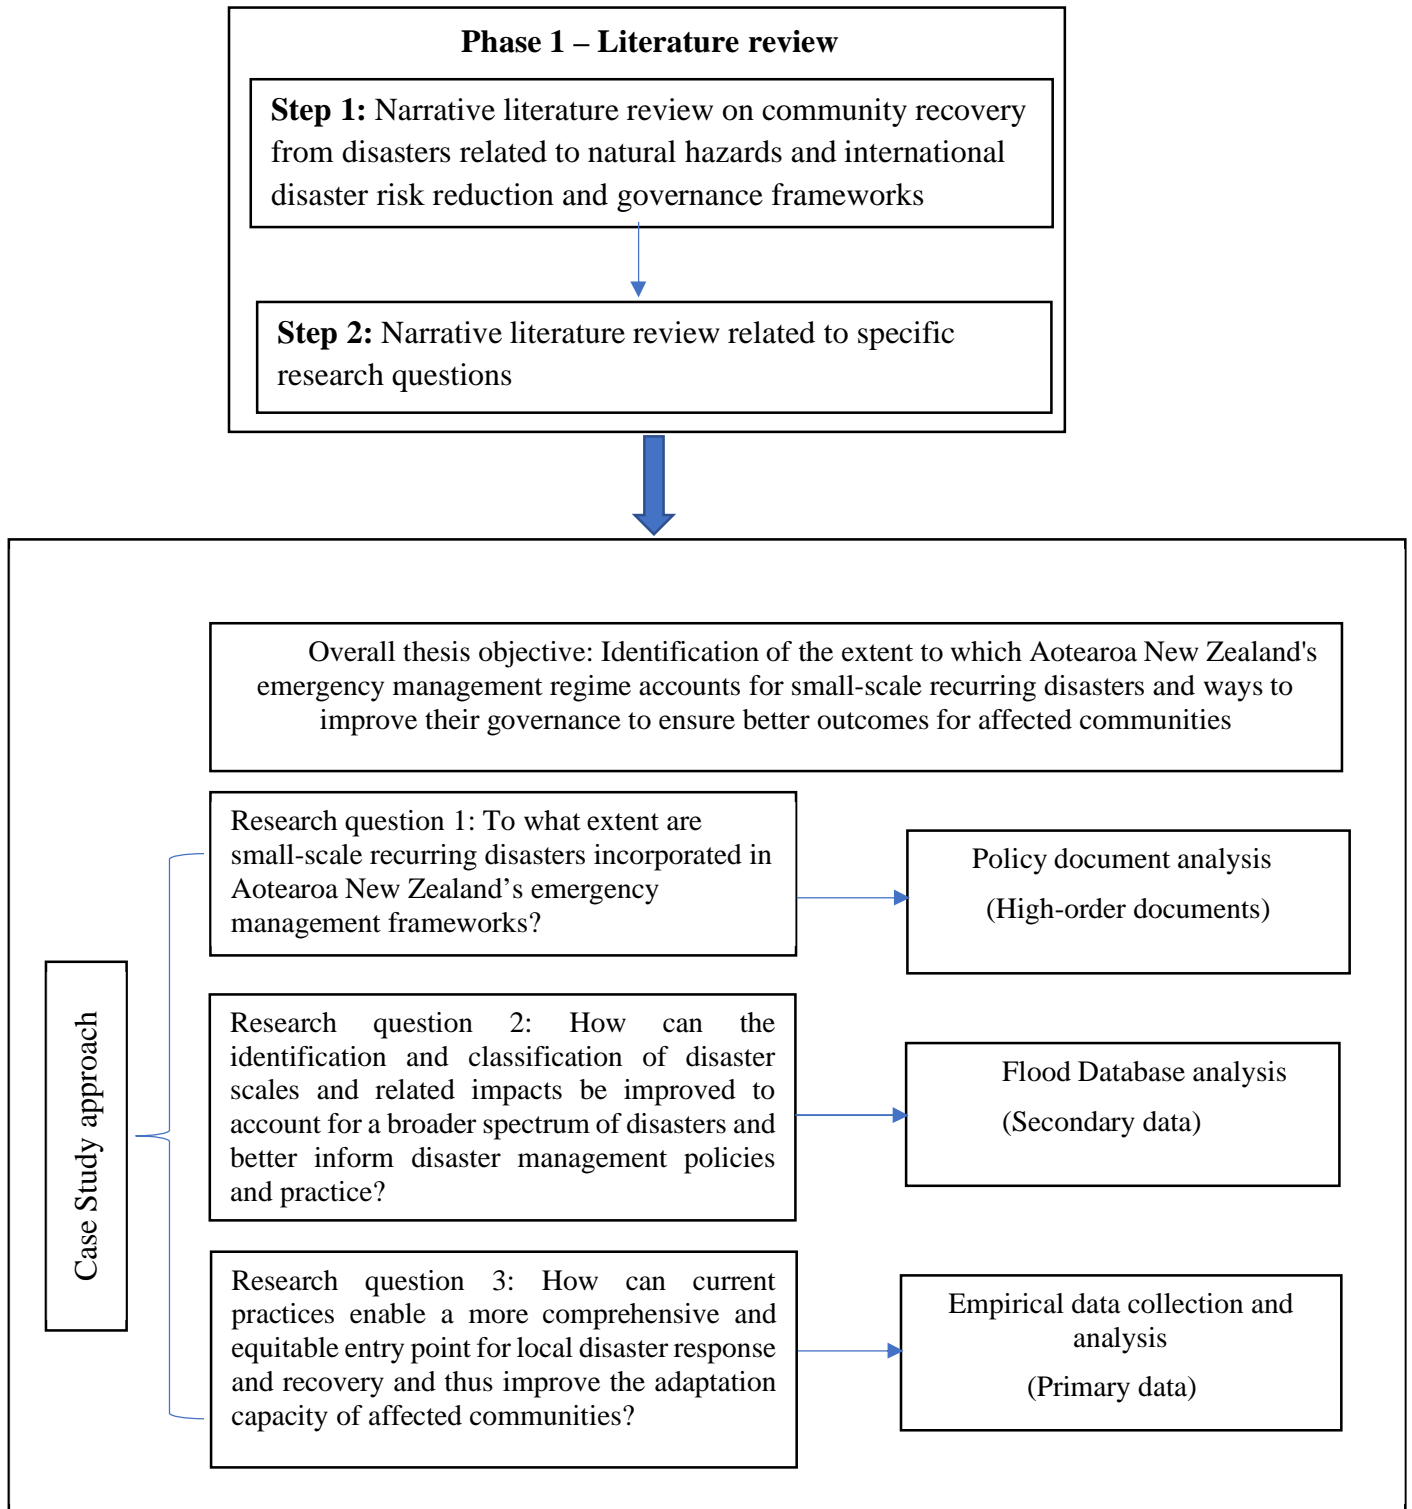 Phase 1 – Literature review
Step 1: Narrative literature review on community recovery
from disasters related to natural hazards and international
disaster risk reduction and governance frameworks
Step 2: Narrative literature review related to specific
research questions
Overall thesis objective: Identification of the extent to which Aotearoa New Zealand's
emergency management regime accounts for small-scale recurring disasters and ways to
improve their governance to ensure better outcomes for affected communities
Case Study approach
Research question 1: To what extent are
small-scale recurring disasters incorporated in
Aotearoa New Zealand’s emergency
management frameworks?
Policy document analysis
(High-order documents)
Research question 2: How can the
identification and classification of disaster
scales and related impacts be improved to
account for a broader spectrum of disasters and
better inform disaster management policies
and practice?
Flood Database analysis
(Secondary data)
Research question 3: How can current
practices enable a more comprehensive and
equitable entry point for local disaster response
and recovery and thus improve the adaptation
capacity of affected communities?
Empirical data collection and
analysis
(Primary data)